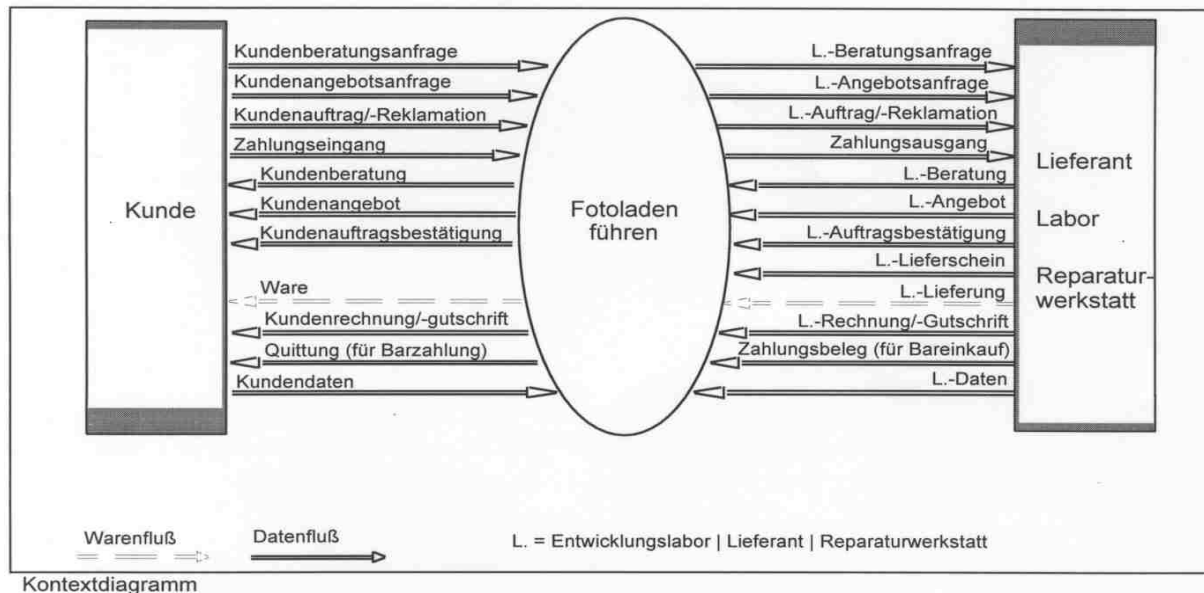 Kundenberatungsanfrage
Kundenangebotsanfrage
Kundenauftrag/-Reklamation
Zahlungseingang
Kundenberatung
Kundenangebot
Kundenauftragsbestätigung
Ware
Kundenrechnung/-gutschrift
Quittung (für Barzahlung)
Kundendaten
Kunde
Fotoladen
führen
L.-Beratungsanfrage
L.-Angebotsanfrage
L.-Auftrag/-Reklamation
Zahlungsausgang
L.-Beratung
L.-Angebot
L.-Auftragsbestätigung
L.-Lieferschein
L.-Lieferung
L.-Rechnung/-Gutschrift
Zahlungsbeleg (für Bareinkauf)
L.-Daten
Lieferant
Labor
Reparatur-
werkstatt
Warenfluß
Datenfluß
L. = Entwicklungslabor | Lieferant | Reparaturwerkstatt
Kontextdiagramm